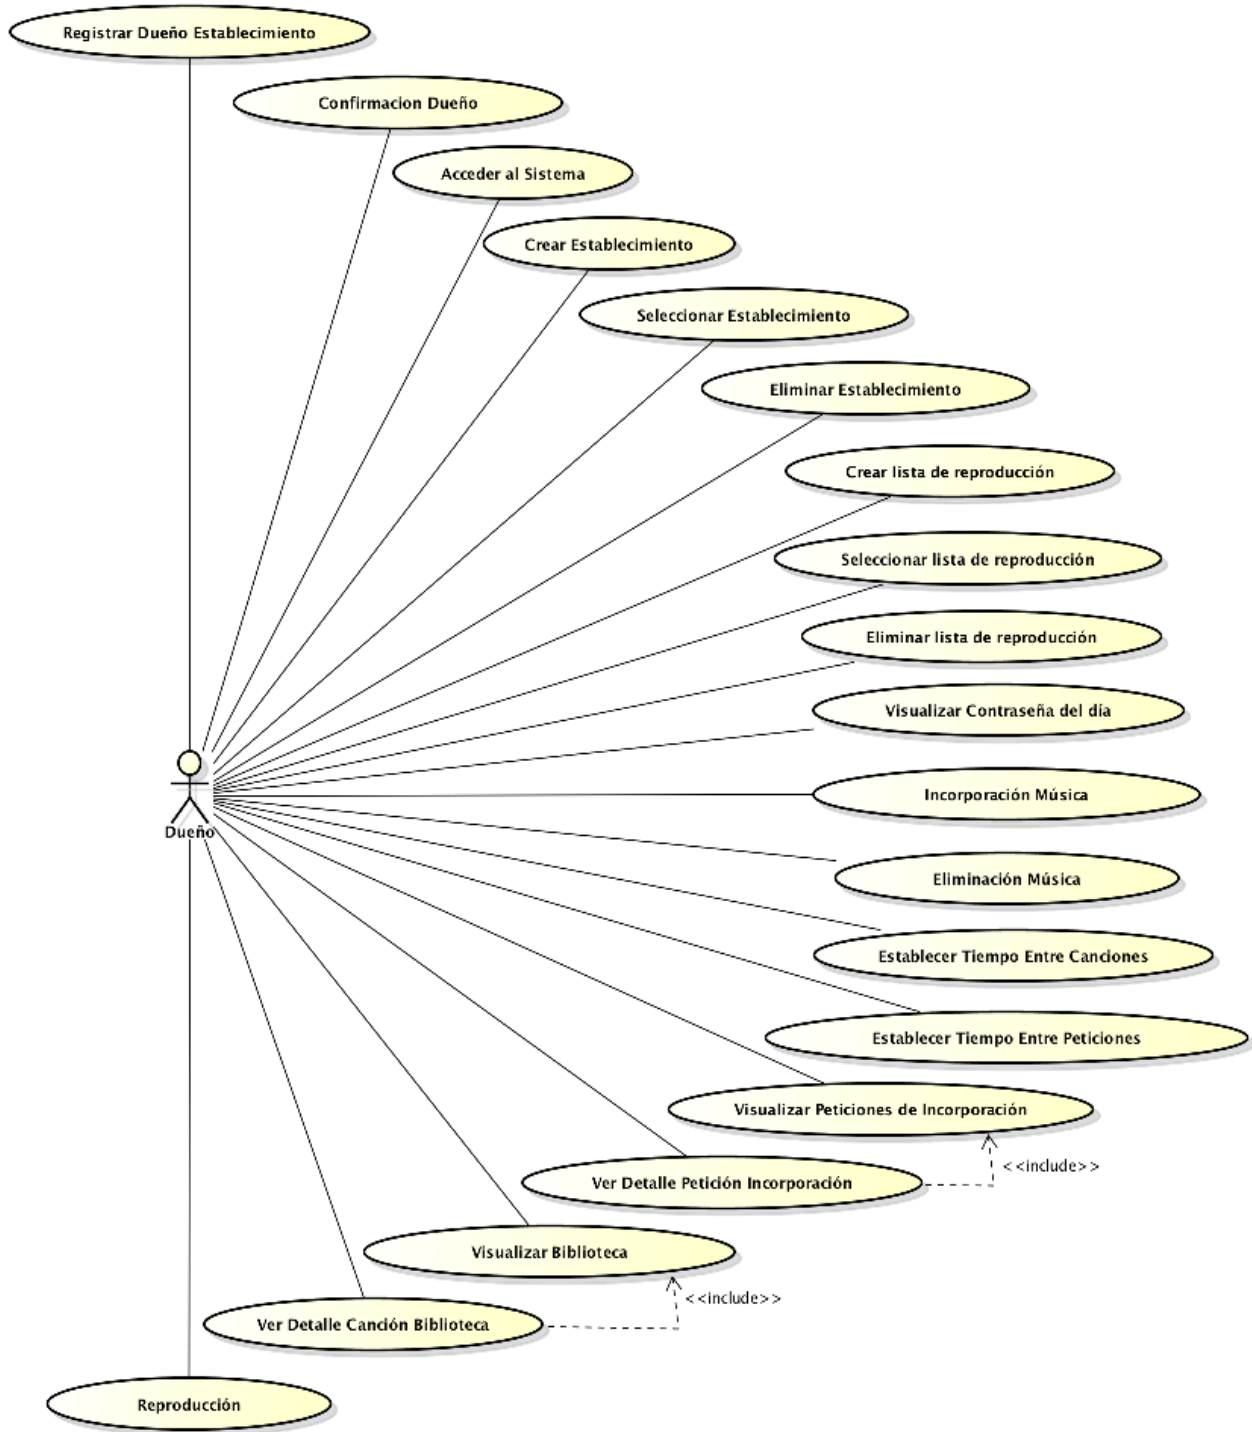 Registrar Dueño Establecimiento
Confirmacion Dueño
Acceder al Sistema
Crear Establecimiento
Seleccionar Establecimiento
Eliminar Establecimiento
Crear lista de reproducción
Seleccionar lista de reproducción
Eliminar lista de reproducción
Visualizar Contraseña del día
Incorporación Música
Dueño
Eliminación Música
Establecer Tiempo Entre Canciones
Establecer Tiempo Entre Peticiones
Visualizar Peticiones de Incorporación
<<include>>
Ver Detalle Petición Incorporación
Visualizar Biblioteca
<<include>>
Ver Detalle Canción Biblioteca
Reproducción